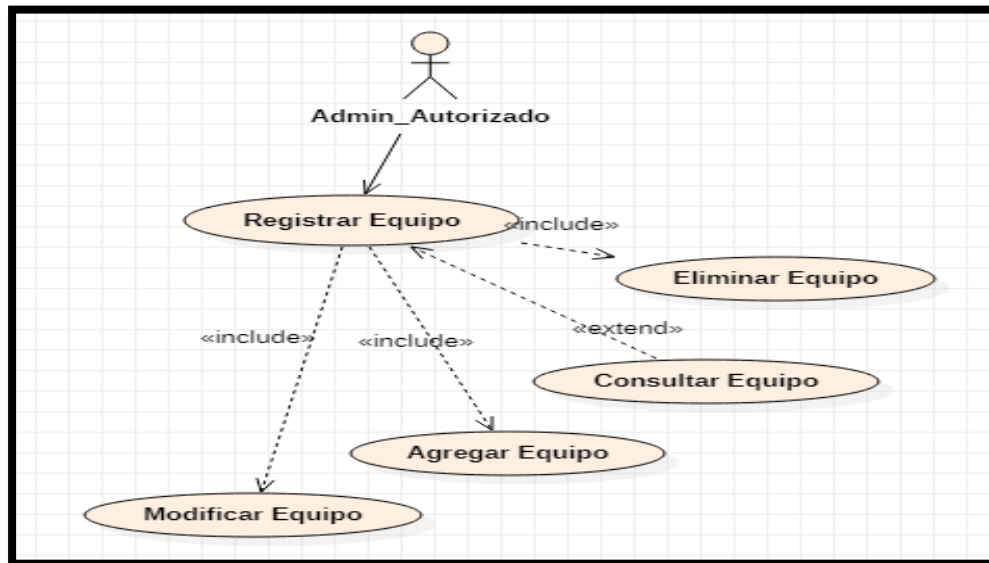 Admin_Autorizado
Registrar Equipo
«include»
Eliminar Equipo
«extend»
«include»
«include»
Consultar Equipo
Agregar Equipo
Modificar Equipo